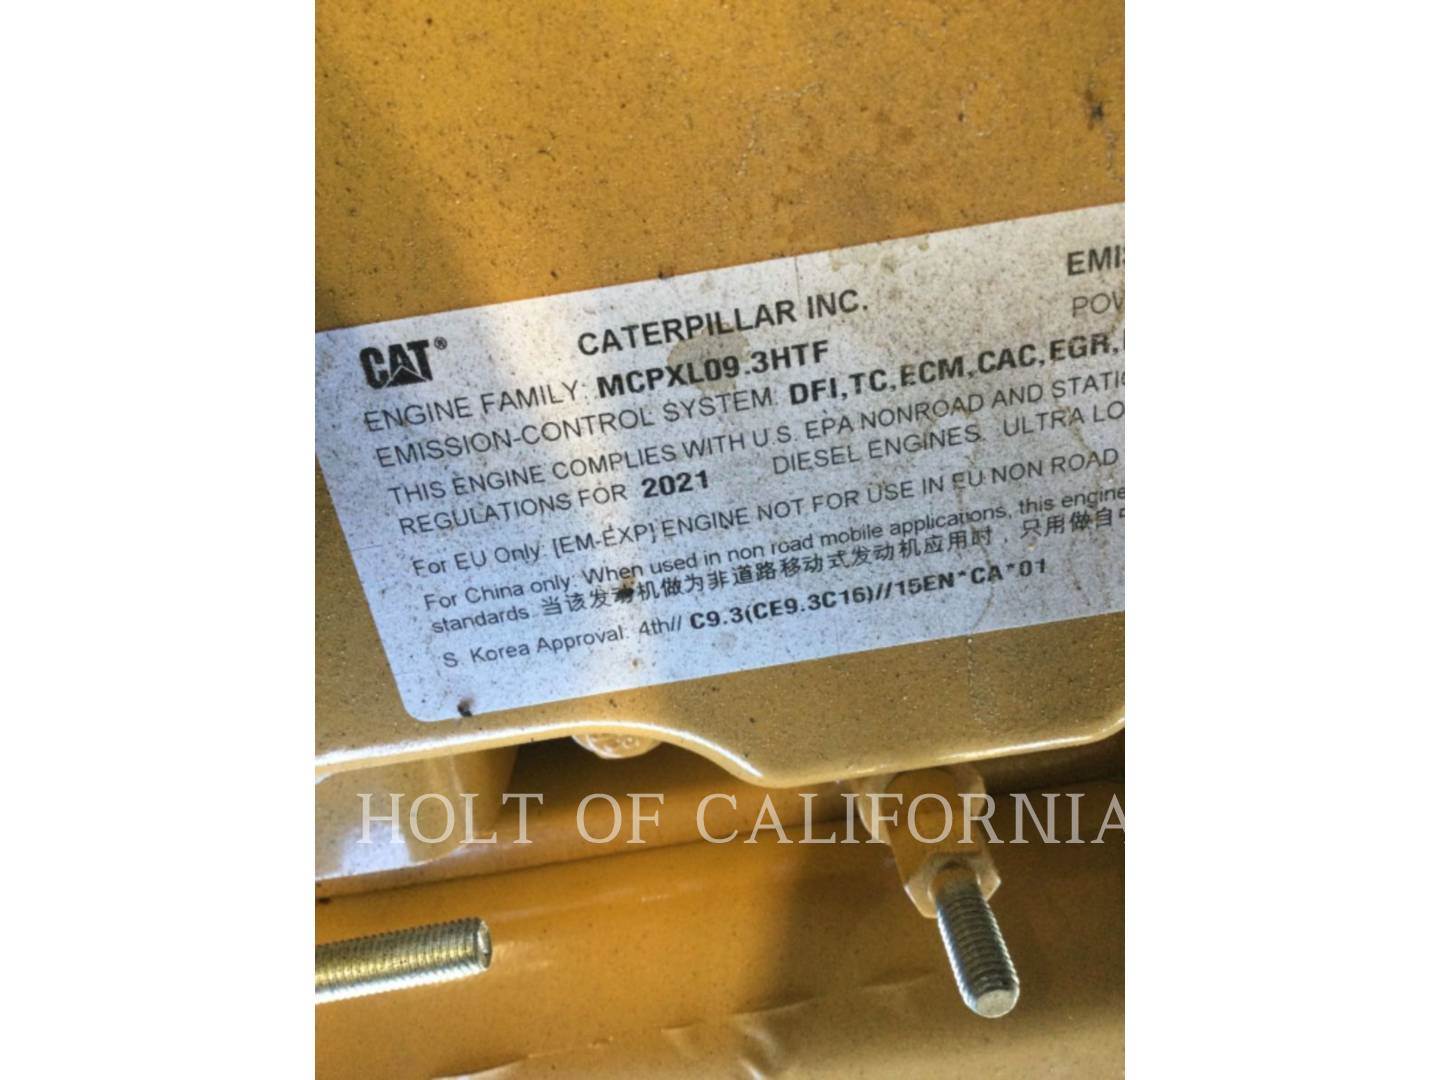 CAT®
CATERPILLAR INC.
ENGINE FAMILY: MCPXL09.3HTF
EMISSION-CONTROL SYSTEM: DFI,TC,ECM,CAC,EGR,
THIS ENGINE COMPLIES WITH U.S. EPA NONROAD AND
REGULATIONS FOR 2021 DIESEL ENGINES. ULTRA
For EU Only: [EM-EXP] ENGINE NOT FOR USE IN EU NON ROAD
For China only: When used in non road mobile applications, this engine
standards. 当该发动机做为非道路移动式发动机应用时，只用做自
S. Korea Approval: 4th// C9.3(CE9.3C16)//15EN*CA*01
HOLT OF CALIFORNIA